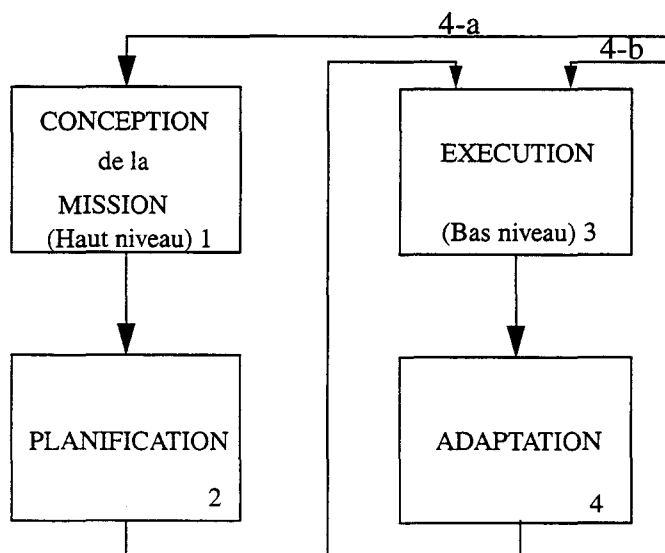 4-a
4-b
CONCEPTION
de la
MISSION
(Haut niveau) 1
EXECUTION
(Bas niveau) 3
PLANIFICATION
2
ADAPTATION
4